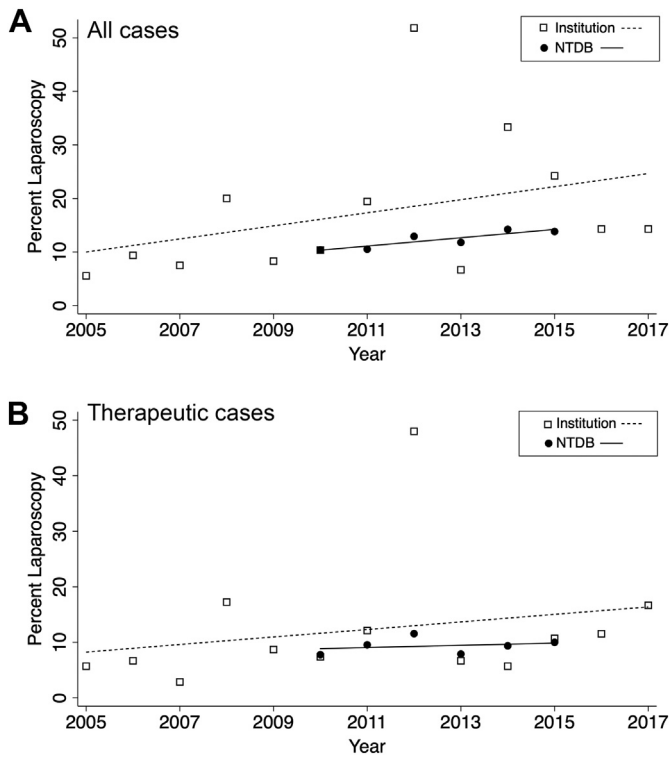 A
All cases
Institution
NTDB
Percent Laparoscopy
50
40
30
20
10
0
2005 2007 2009 2011 2013 2015 2017
Year
B
Therapeutic cases
Institution
NTDB
Percent Laparoscopy
50
40
30
20
10
0
2005 2007 2009 2011 2013 2015 2017
Year